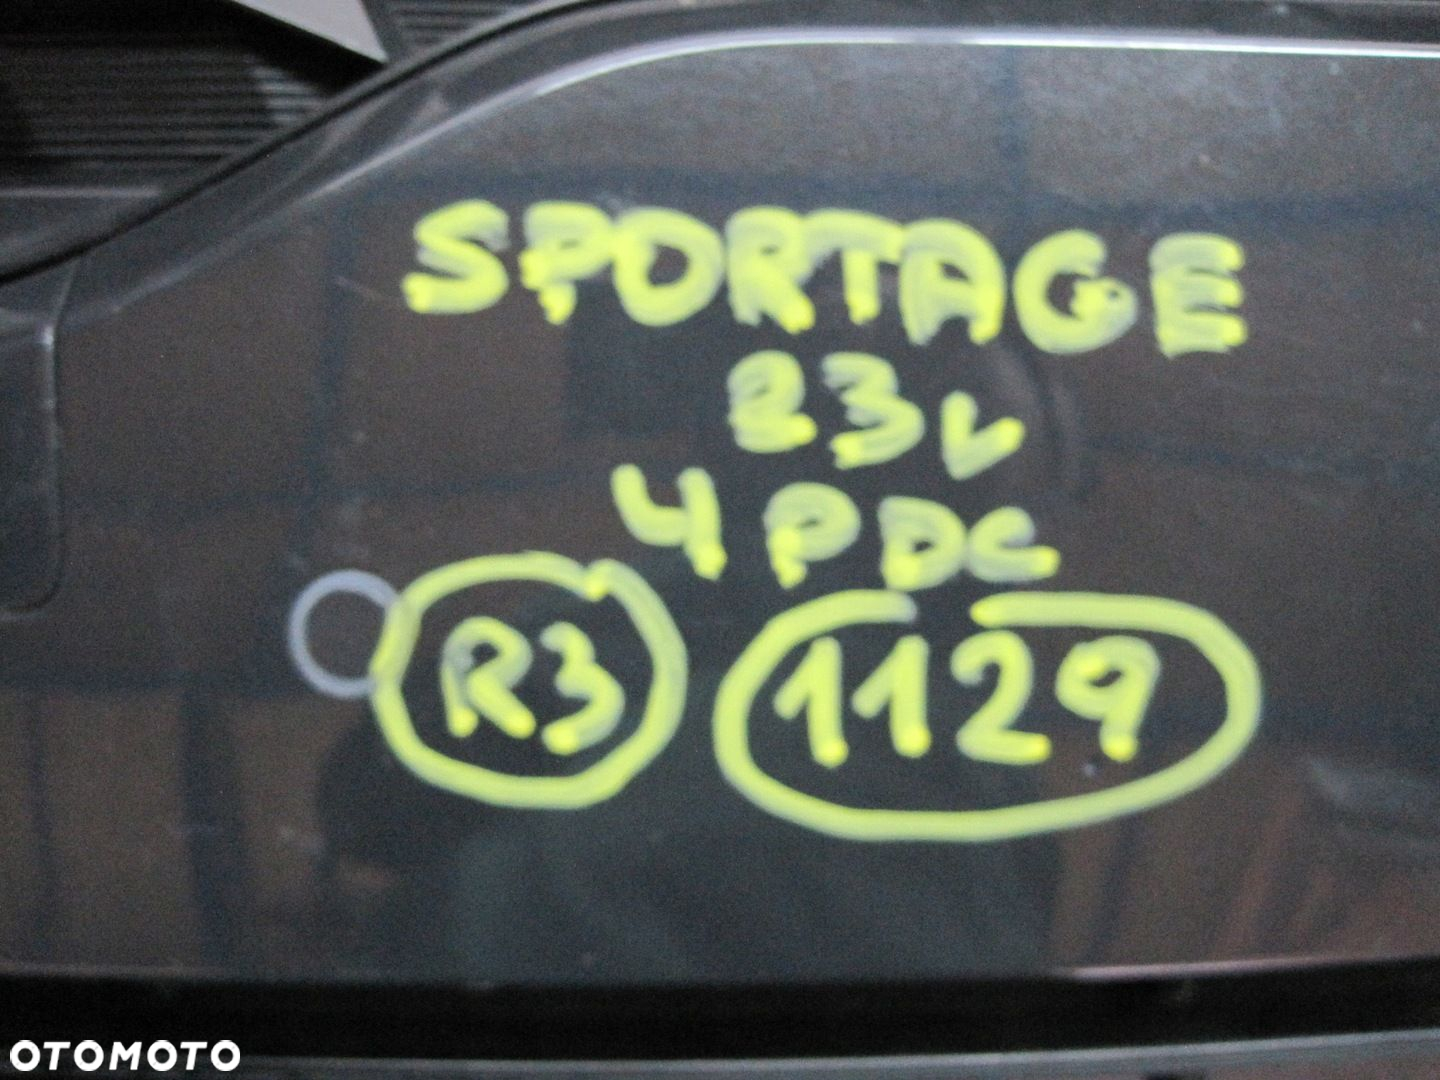 SPORTAGE
23r
4 PDC
R3 1129
OTOMOTO